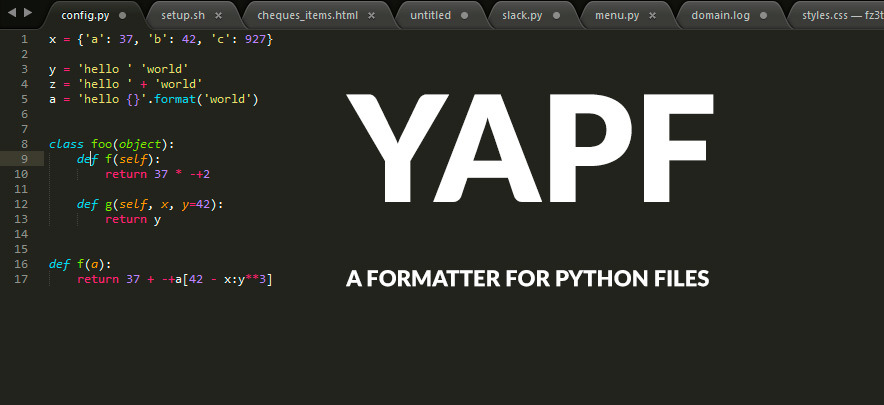 config.py setup.sh cheques_items.html untitled slack.py menu.py domain.log styles.css — fz3t
1 x = {'a': 37, 'b': 42, 'c': 927}
2
3 y = 'hello ' 'world'
4 z = 'hello ' + 'world'
5 a = 'hello {}'.format('world')
6
7
8 class foo(object):
9 def f(self):
10 return 37 * -+2
11
12 def g(self, x, y=42):
13 return y
14
15
16 def f(a):
17 return 37 + -+a[42 - x:y**3]
YAPF
A FORMATTER FOR PYTHON FILES